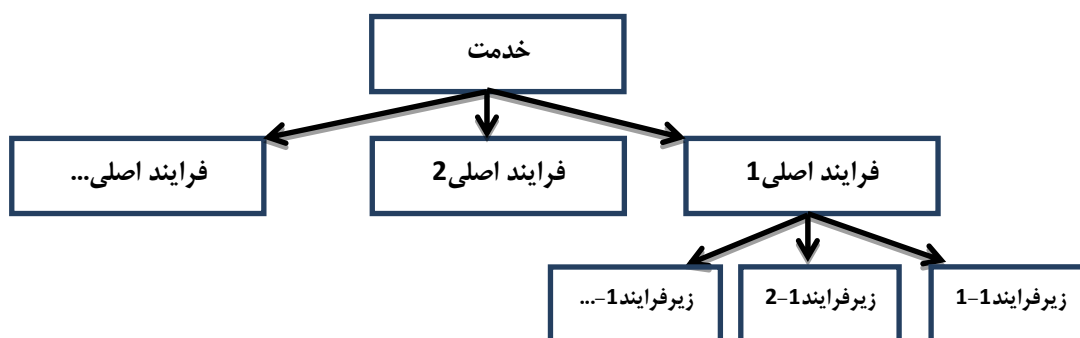 خدمت
فرایند اصلی1
فرایند اصلی2
فرایند اصلی...
زیرفرایند1-1
زیرفرایند1-2
زیرفرایند1-...